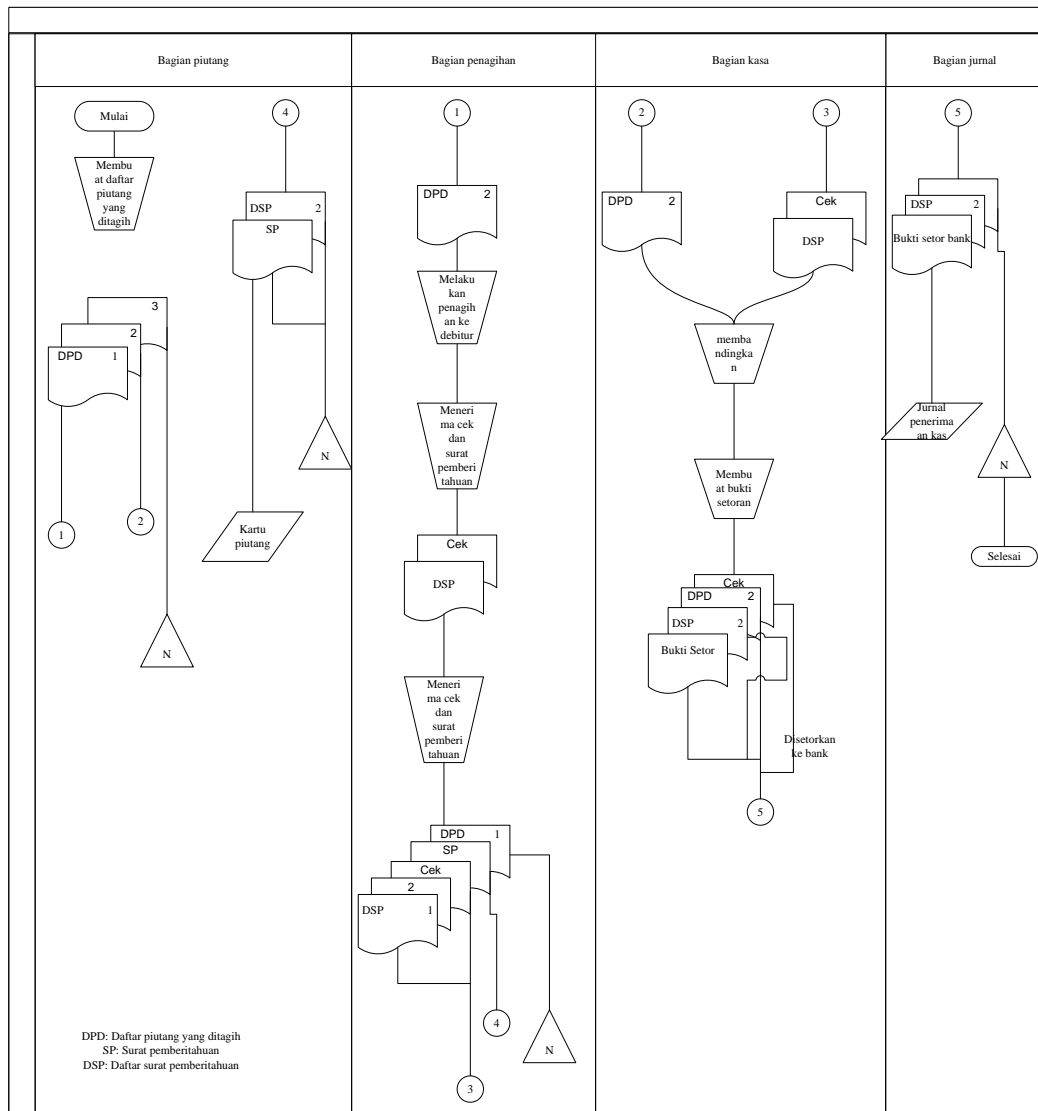 Bagian piutang
Bagian penagihan
Bagian kasa
Bagian jurnal
Mulai
Membu
at daftar
piutang
yang
ditagih
3
2
DPD 1
1
2
N
4
DSP 2
SP
Kartu
piutang
N
DPD: Daftar piutang yang ditagih
SP: Surat pemberitahuan
DSP: Daftar surat pemberitahuan
1
DPD 2
Melaku
kan
penagih
an ke
debitur
Meneri
ma cek
dan
surat
pemberi
tahuan
Cek
DSP
Meneri
ma cek
dan
surat
pemberi
tahuan
DPD 1
SP
Cek
2
DSP 1
4
N
3
2
DPD 2
3
Cek
DSP
memba
ndingka
n
Membu
at bukti
setoran
Cek
DPD 2
DSP 2
Bukti Setor
Disetorkan
ke bank
5
5
DSP 2
Bukti setor bank
Jurnal
penerima
an kas
N
Selesai